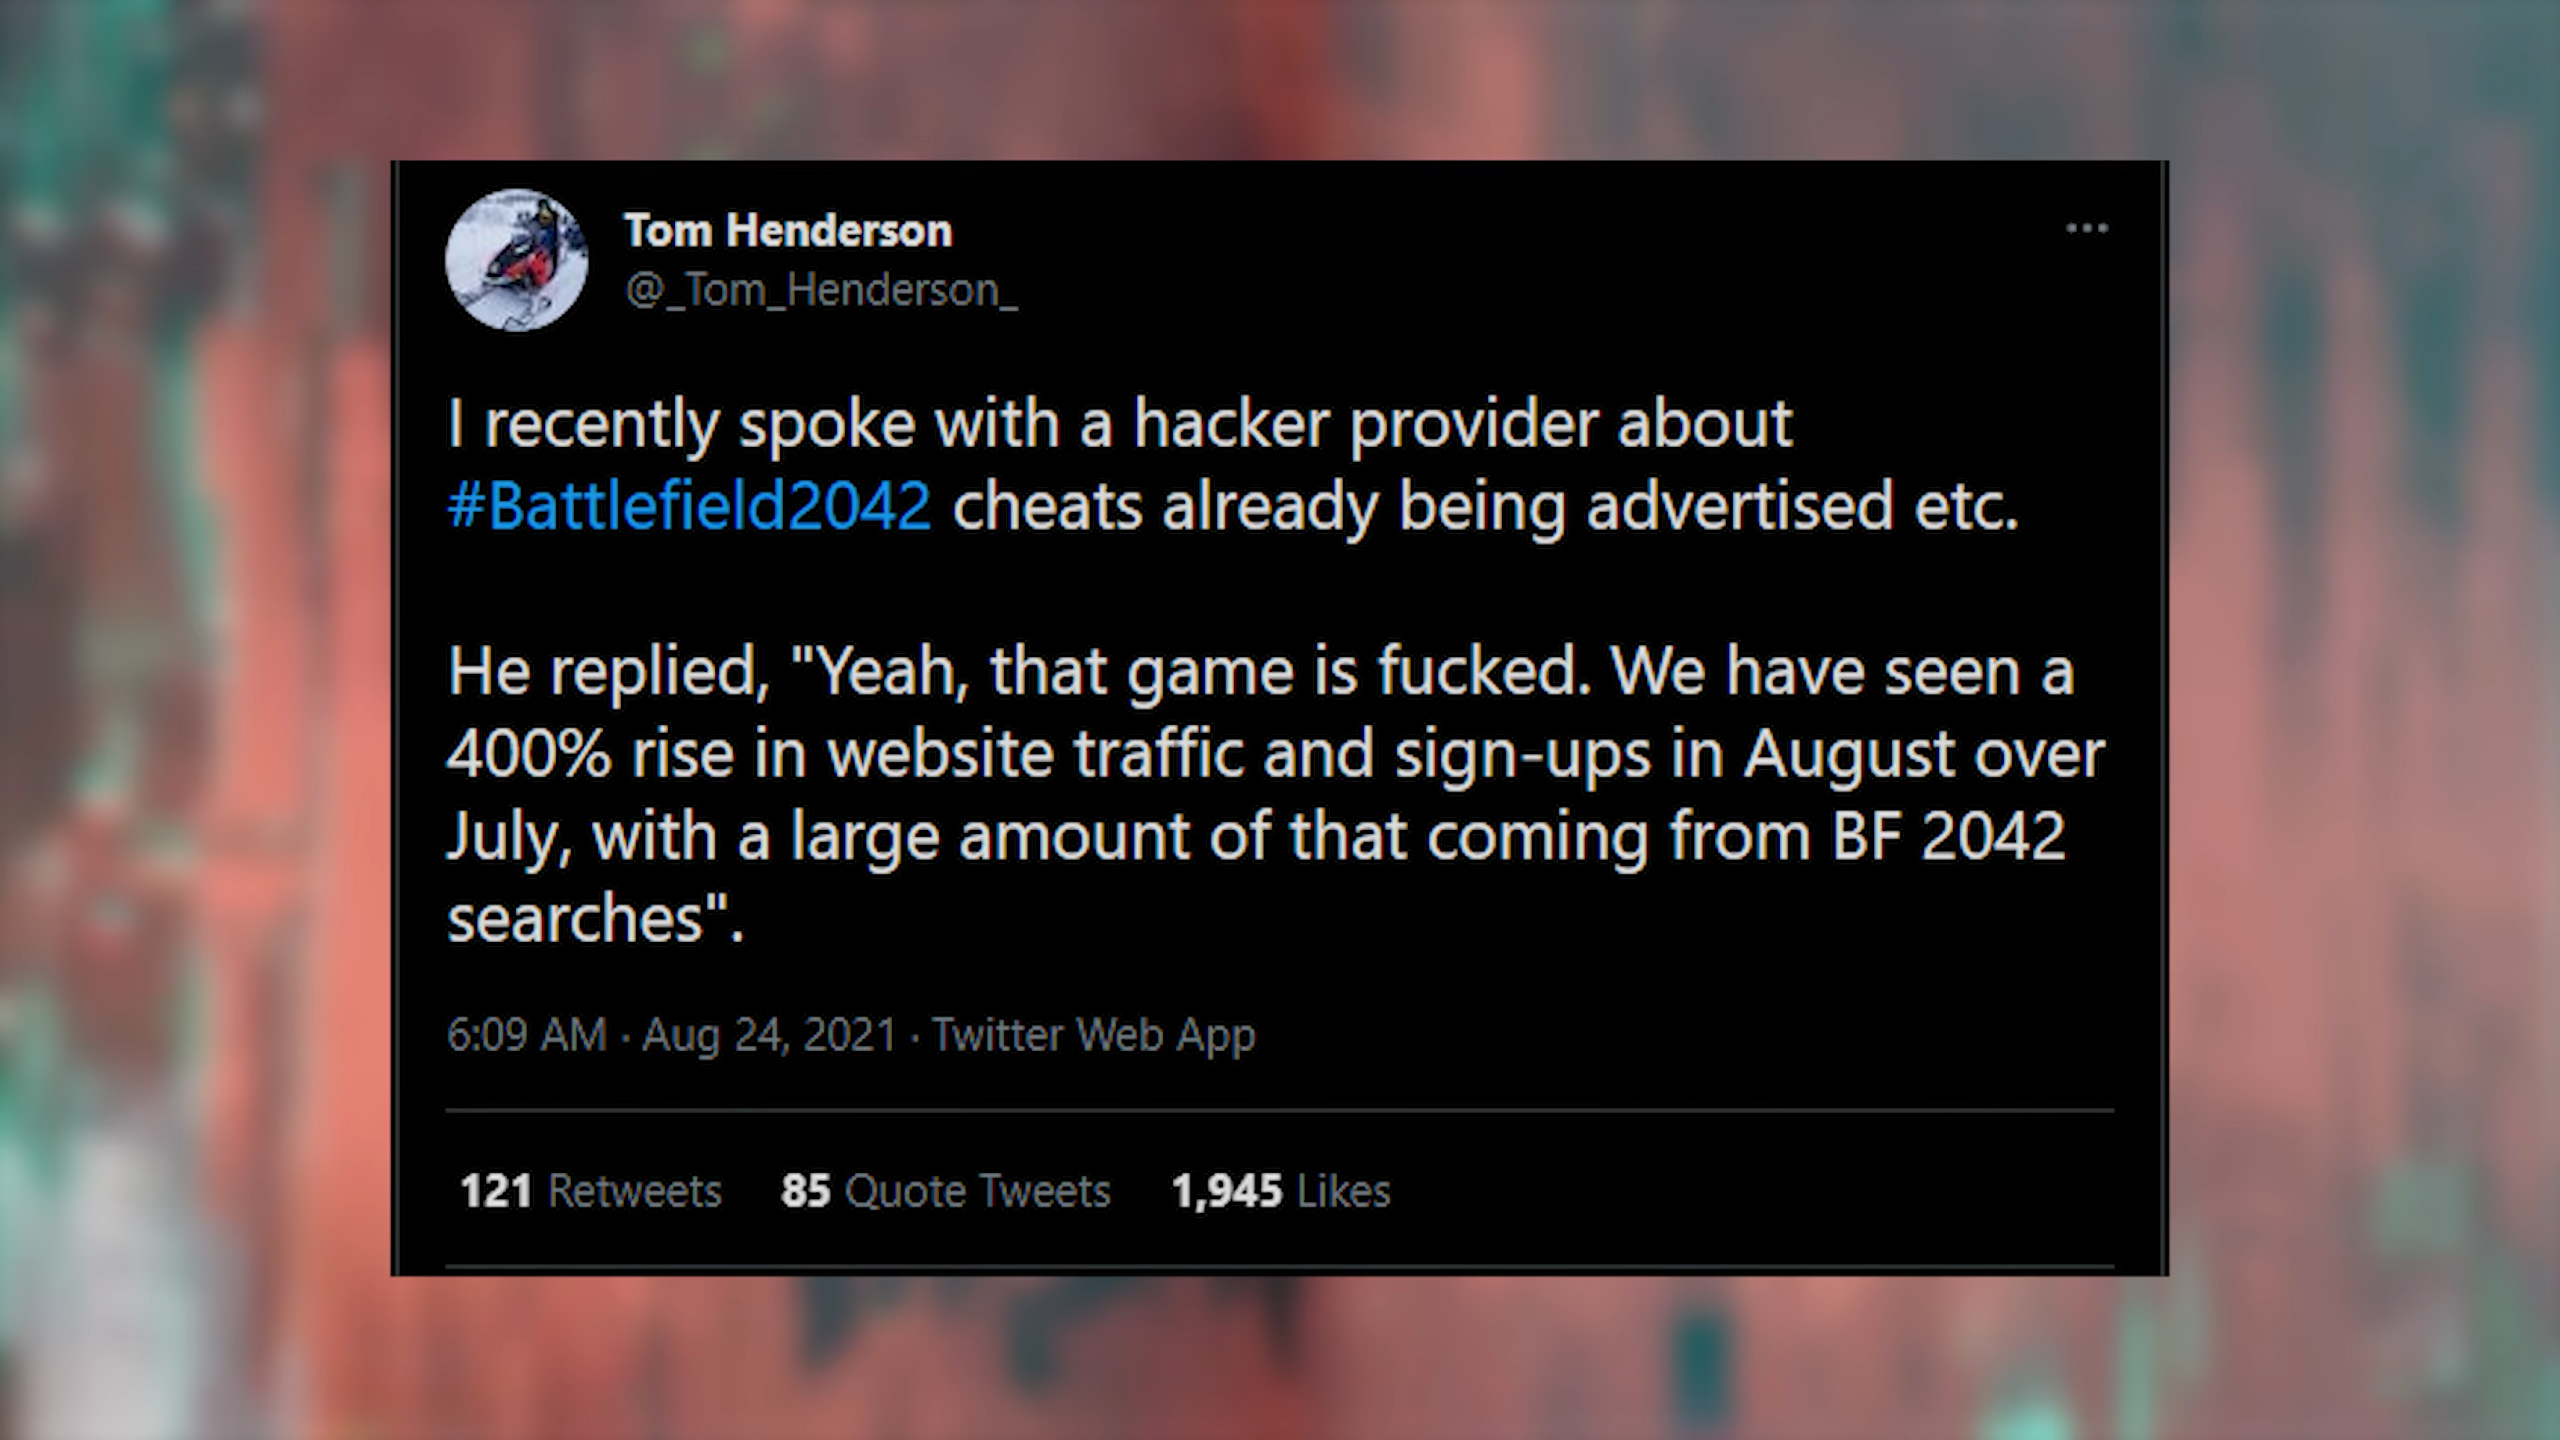 Tom Henderson
@_Tom_Henderson_
I recently spoke with a hacker provider about
#Battlefield2042 cheats already being advertised etc.
He replied, "Yeah, that game is fucked. We have seen a
400% rise in website traffic and sign-ups in August over
July, with a large amount of that coming from BF 2042
searches".
6:09 AM · Aug 24, 2021 · Twitter Web App
121 Retweets 85 Quote Tweets 1,945 Likes